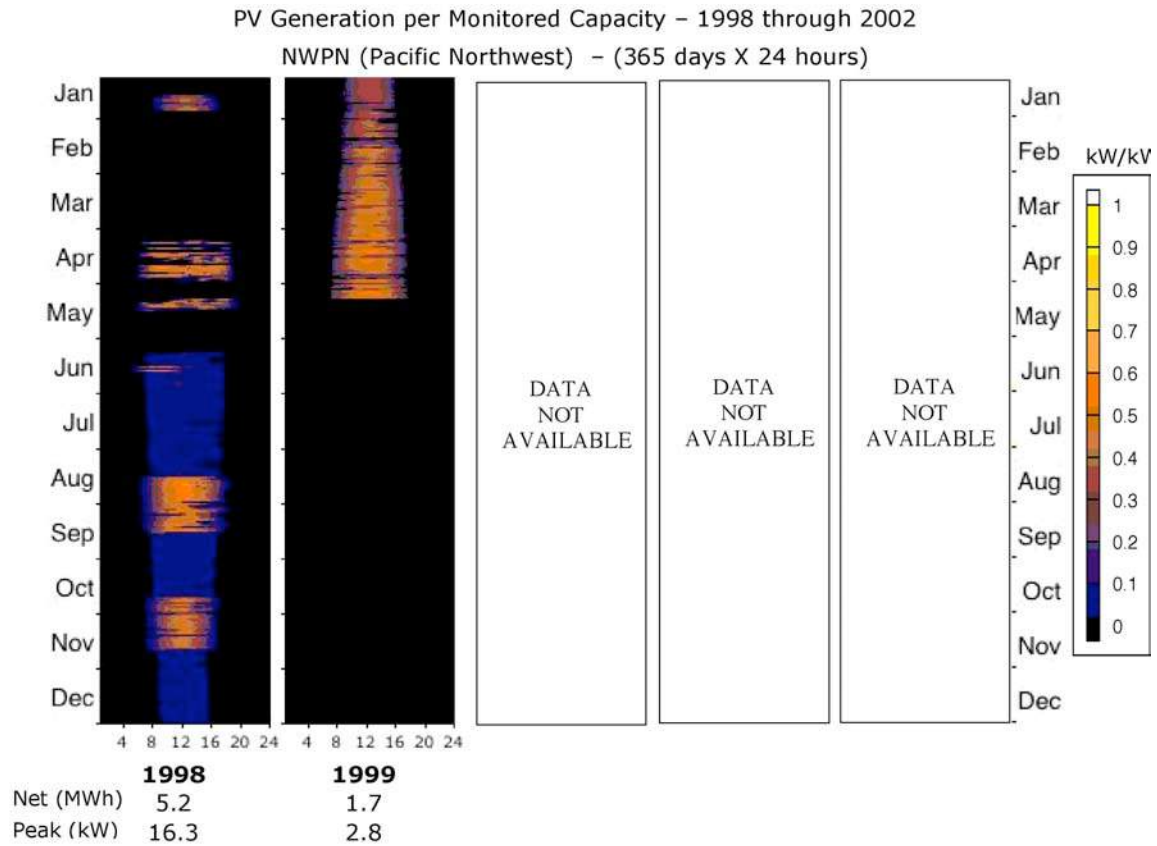 PV Generation per Monitored Capacity – 1998 through 2002
NWPN (Pacific Northwest) – (365 days X 24 hours)
Jan
Feb
Mar
Apr
May
Jun
Jul
Aug
Sep
Oct
Nov
Dec
4 8 12 16 20 24
4 8 12 16 20 24
DATA
NOT
AVAILABLE
DATA
NOT
AVAILABLE
DATA
NOT
AVAILABLE
Jan
Feb
Mar
Apr
May
Jun
Jul
Aug
Sep
Oct
Nov
Dec
kW/kW
1
0.9
0.8
0.7
0.6
0.5
0.4
0.3
0.2
0.1
0
1998 1999
Net (MWh) 5.2 1.7
Peak (kW) 16.3 2.8